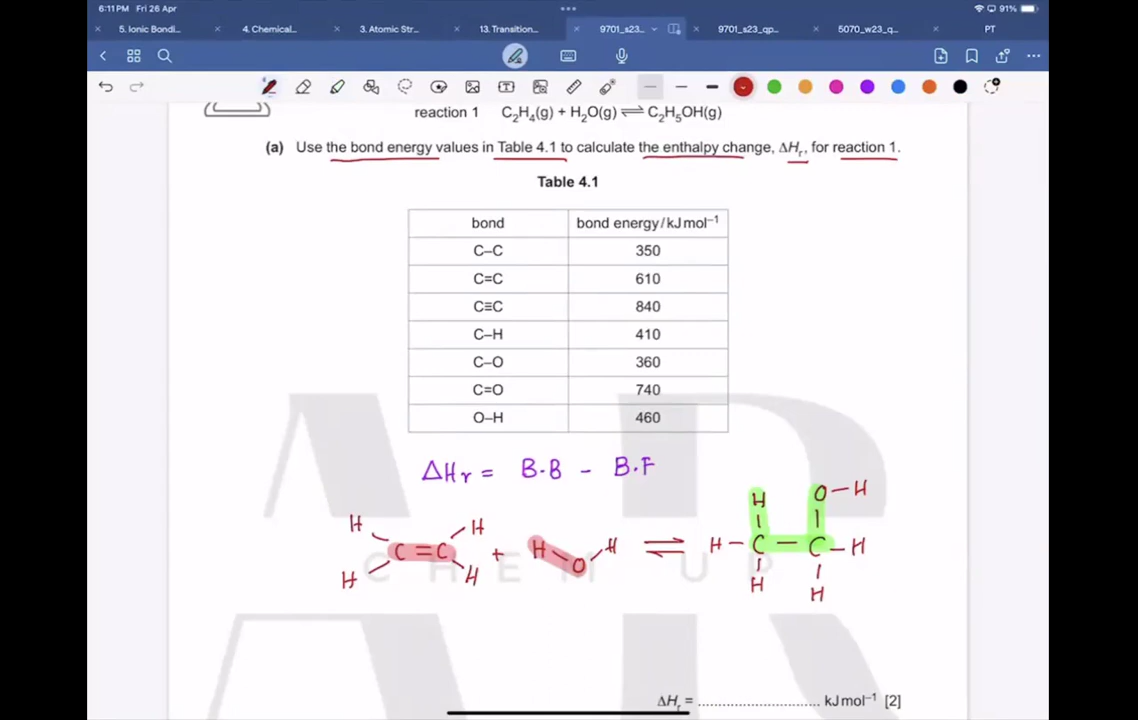 6:11 PM Fri 26 Apr 91%
5. Ionic Bondi... 4. Chemical... 3. Atomic Str... 13. Transition... 9701_s23... 9701_s23_qp... 5070_w23_q... PT
reaction 1 C₂H₄(g) + H₂O(g) ⇌ C₂H₅OH(g)
(a) Use the bond energy values in Table 4.1 to calculate the enthalpy change, ΔHᵣ, for reaction 1.
Table 4.1
bond bond energy/kJ mol⁻¹
C–C 350
C=C 610
C≡C 840
C–H 410
C–O 360
C=O 740
O–H 460
ΔHr = B.B - B.F
H H H O–H
C=C + H O H ⇌ H–C–C–H
H H H H
CHEM UP
AR
ΔHᵣ = .............................. kJ mol⁻¹ [2]